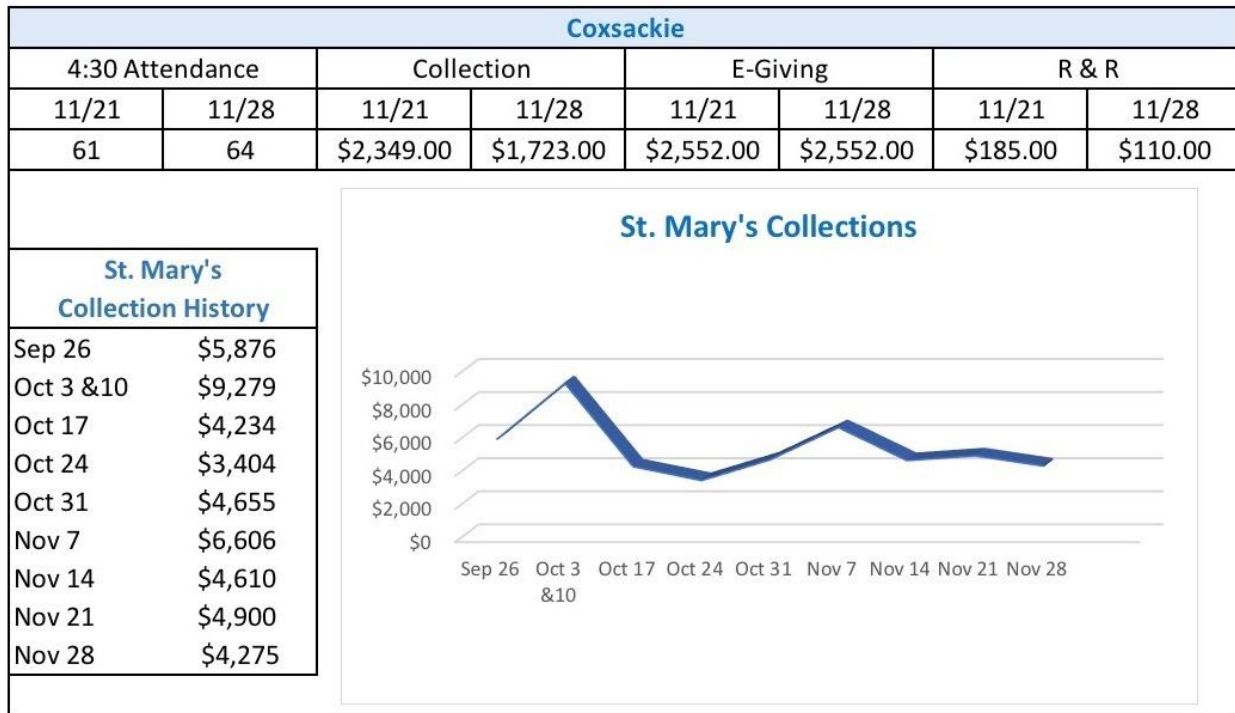 Coxsackie
4:30 Attendance Collection E-Giving R & R
11/21 11/28 11/21 11/28 11/21 11/28 11/21 11/28
61 64 $2,349.00 $1,723.00 $2,552.00 $2,552.00 $185.00 $110.00
St. Mary's
Collection History
Sep 26 $5,876
Oct 3 &10 $9,279
Oct 17 $4,234
Oct 24 $3,404
Oct 31 $4,655
Nov 7 $6,606
Nov 14 $4,610
Nov 21 $4,900
Nov 28 $4,275
St. Mary's Collections
$10,000
$8,000
$6,000
$4,000
$2,000
$0
Sep 26 Oct 3 Oct 17 Oct 24 Oct 31 Nov 7 Nov 14 Nov 21 Nov 28
&10